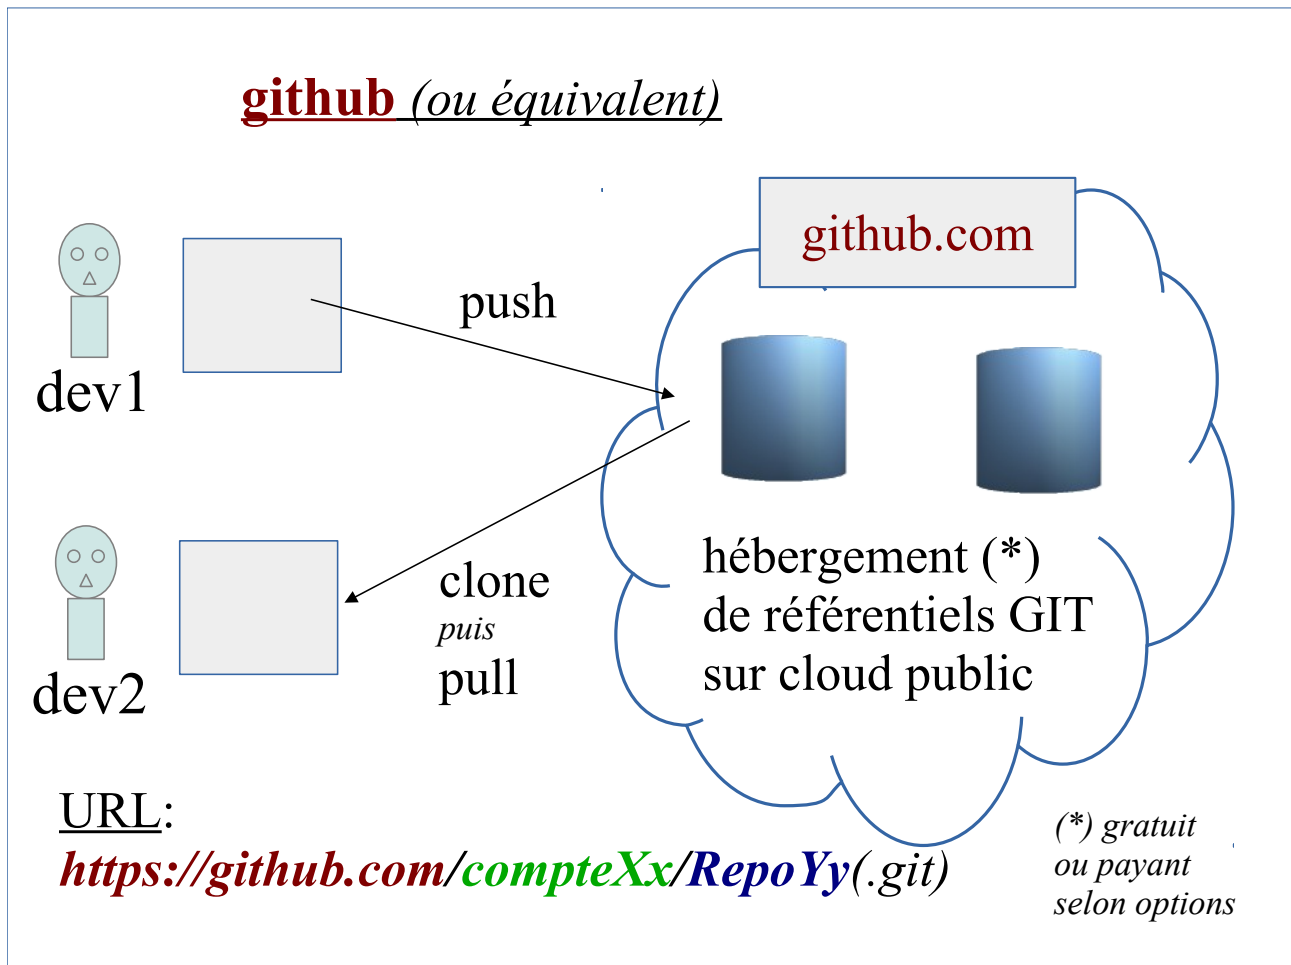 github (ou équivalent)
github.com
push
dev1
hébergement (*)
de référentiels GIT
sur cloud public
clone
puis
pull
dev2
URL:
https://github.com/compteXx/RepoYy(.git)
(*) gratuit
ou payant
selon options